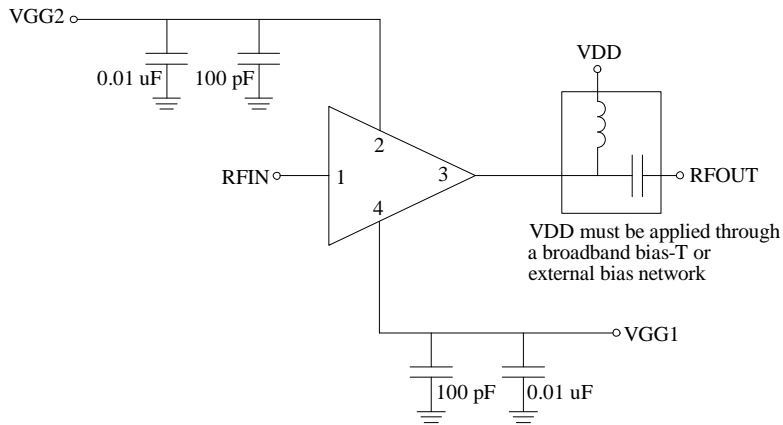 VGG2
0.01 uF
100 pF
VDD
RFIN
1
2
3
4
RFOUT
VDD must be applied through
a broadband bias-T or
external bias network
VGG1
100 pF
0.01 uF